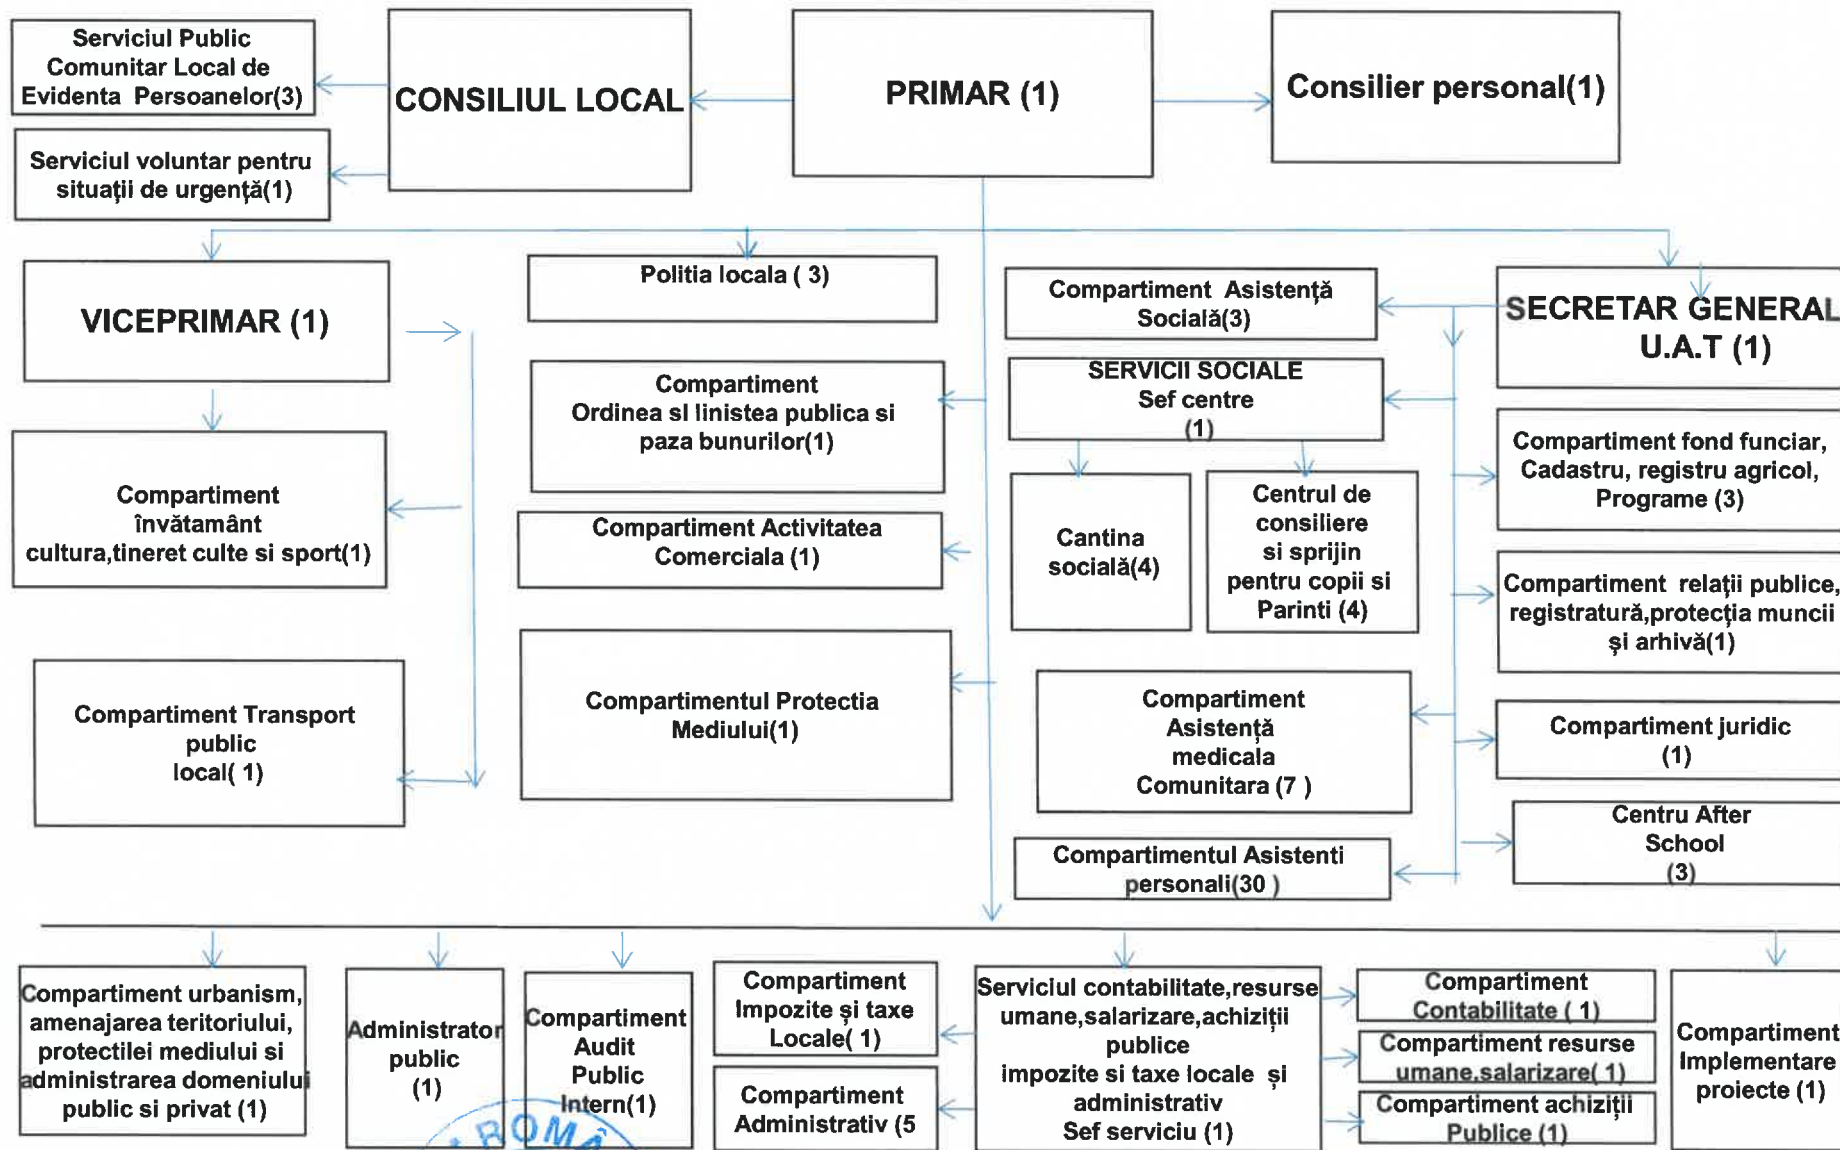 Serviciul Public
Comunitar Local de
Evidenta Persoanelor(3)
CONSILIUL LOCAL
PRIMAR (1)
Consilier personal(1)
Serviciul voluntar pentru
situații de urgență(1)
VICEPRIMAR (1)
Politia locala ( 3)
Compartiment Asistență
Socială(3)
SECRETAR GENERAL
U.A.T (1)
Compartiment
Ordinea sI linistea publica si
paza bunurilor(1)
SERVICII SOCIALE
Sef centre
(1)
Compartiment fond funciar,
Cadastru, registru agricol,
Programe (3)
Compartiment
învătamânt
cultura,tineret culte si sport(1)
Compartiment Activitatea
Comerciala (1)
Cantina
socială(4)
Centrul de
consiliere
si sprijin
pentru copii si
Parinti (4)
Compartiment relații publice,
registratură,protecția muncii
și arhivă(1)
Compartiment Transport
public
local( 1)
Compartimentul Protectia
Mediului(1)
Compartiment
Asistență
medicala
Comunitara (7 )
Compartiment juridic
(1)
Centru After
School
(3)
Compartimentul Asistenti
personali(30 )
Compartiment urbanism,
amenajarea teritoriului,
protectilei mediului si
administrarea domeniului
public si privat (1)
Administrator
public
(1)
Compartiment
Audit
Public
Intern(1)
Compartiment
Impozite și taxe
Locale( 1)
Compartiment
Administrativ (5
Serviciul contabilitate,resurse
umane,salarizare,achiziții
publice
impozite si taxe locale și
administrativ
Sef serviciu (1)
Compartiment
Contabilitate ( 1)
Compartiment resurse
umane,salarizare( 1)
Compartiment achiziții
Publice (1)
Compartiment
Implementare
proiecte (1)
ROMÂ